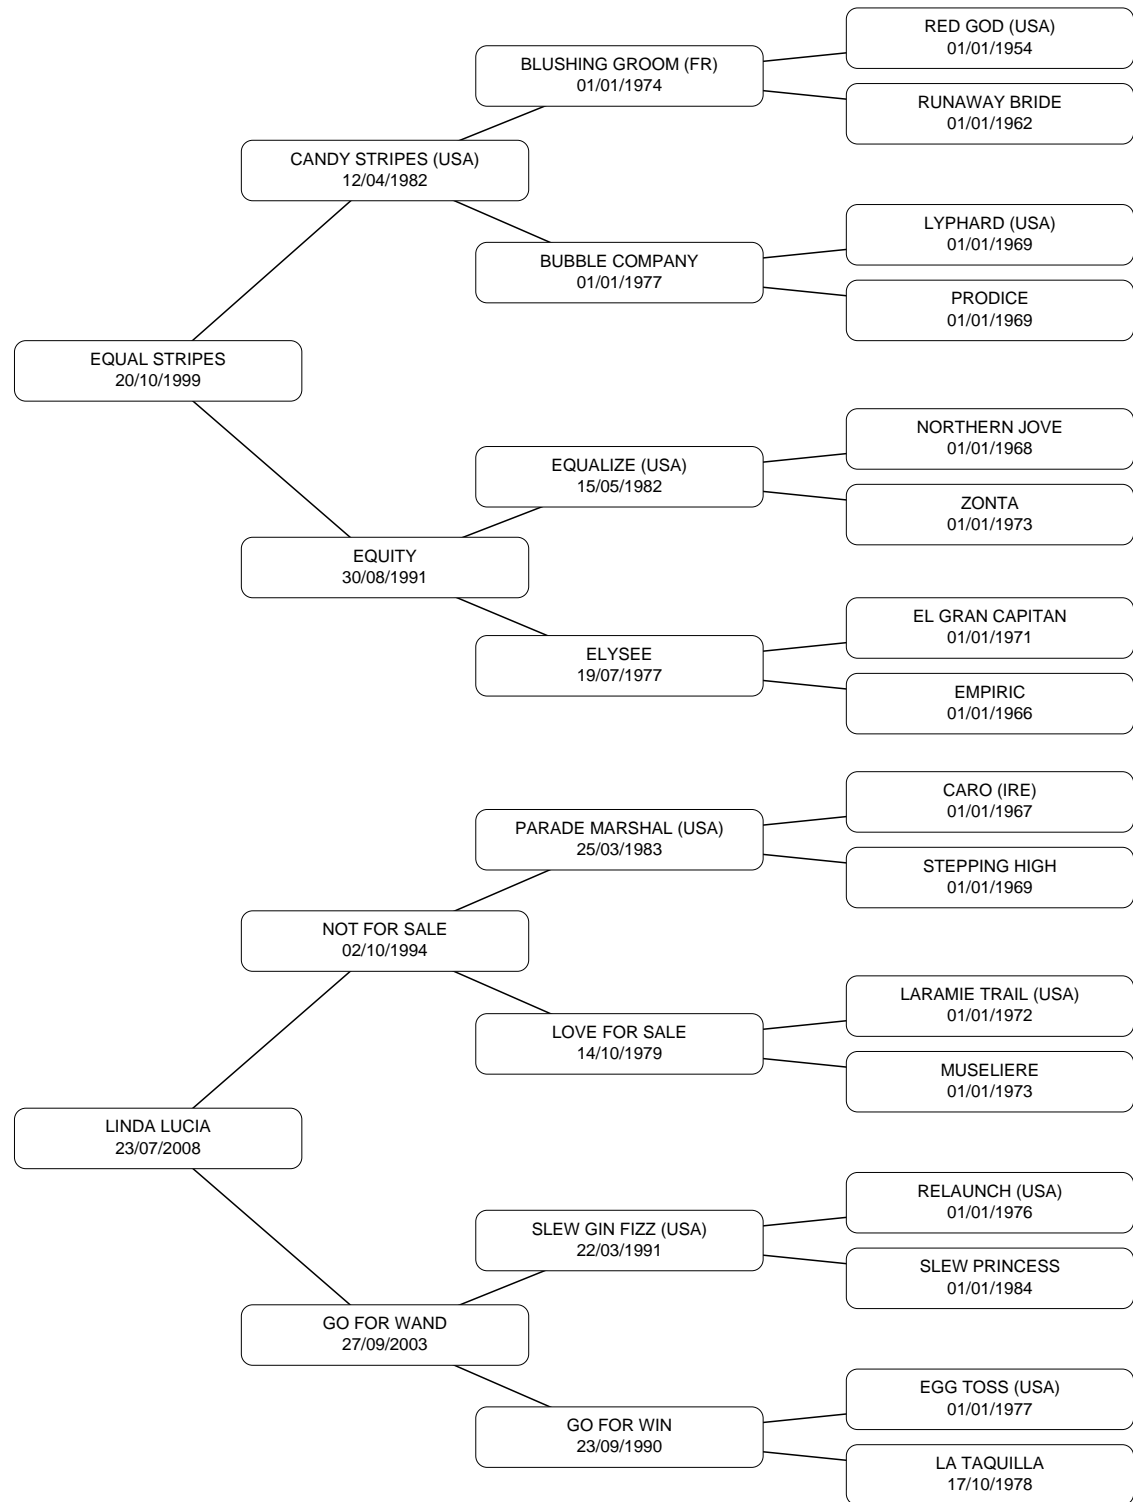 RED GOD (USA)
01/01/1954
BLUSHING GROOM (FR)
01/01/1974
RUNAWAY BRIDE
01/01/1962
CANDY STRIPES (USA)
12/04/1982
LYPHARD (USA)
01/01/1969
BUBBLE COMPANY
01/01/1977
PRODICE
01/01/1969
EQUAL STRIPES
20/10/1999
NORTHERN JOVE
01/01/1968
EQUALIZE (USA)
15/05/1982
ZONTA
01/01/1973
EQUITY
30/08/1991
EL GRAN CAPITAN
01/01/1971
ELYSEE
19/07/1977
EMPIRIC
01/01/1966
CARO (IRE)
01/01/1967
PARADE MARSHAL (USA)
25/03/1983
STEPPING HIGH
01/01/1969
NOT FOR SALE
02/10/1994
LARAMIE TRAIL (USA)
01/01/1972
LOVE FOR SALE
14/10/1979
MUSELIERE
01/01/1973
LINDA LUCIA
23/07/2008
RELAUNCH (USA)
01/01/1976
SLEW GIN FIZZ (USA)
22/03/1991
SLEW PRINCESS
01/01/1984
GO FOR WAND
27/09/2003
EGG TOSS (USA)
01/01/1977
GO FOR WIN
23/09/1990
LA TAQUILLA
17/10/1978